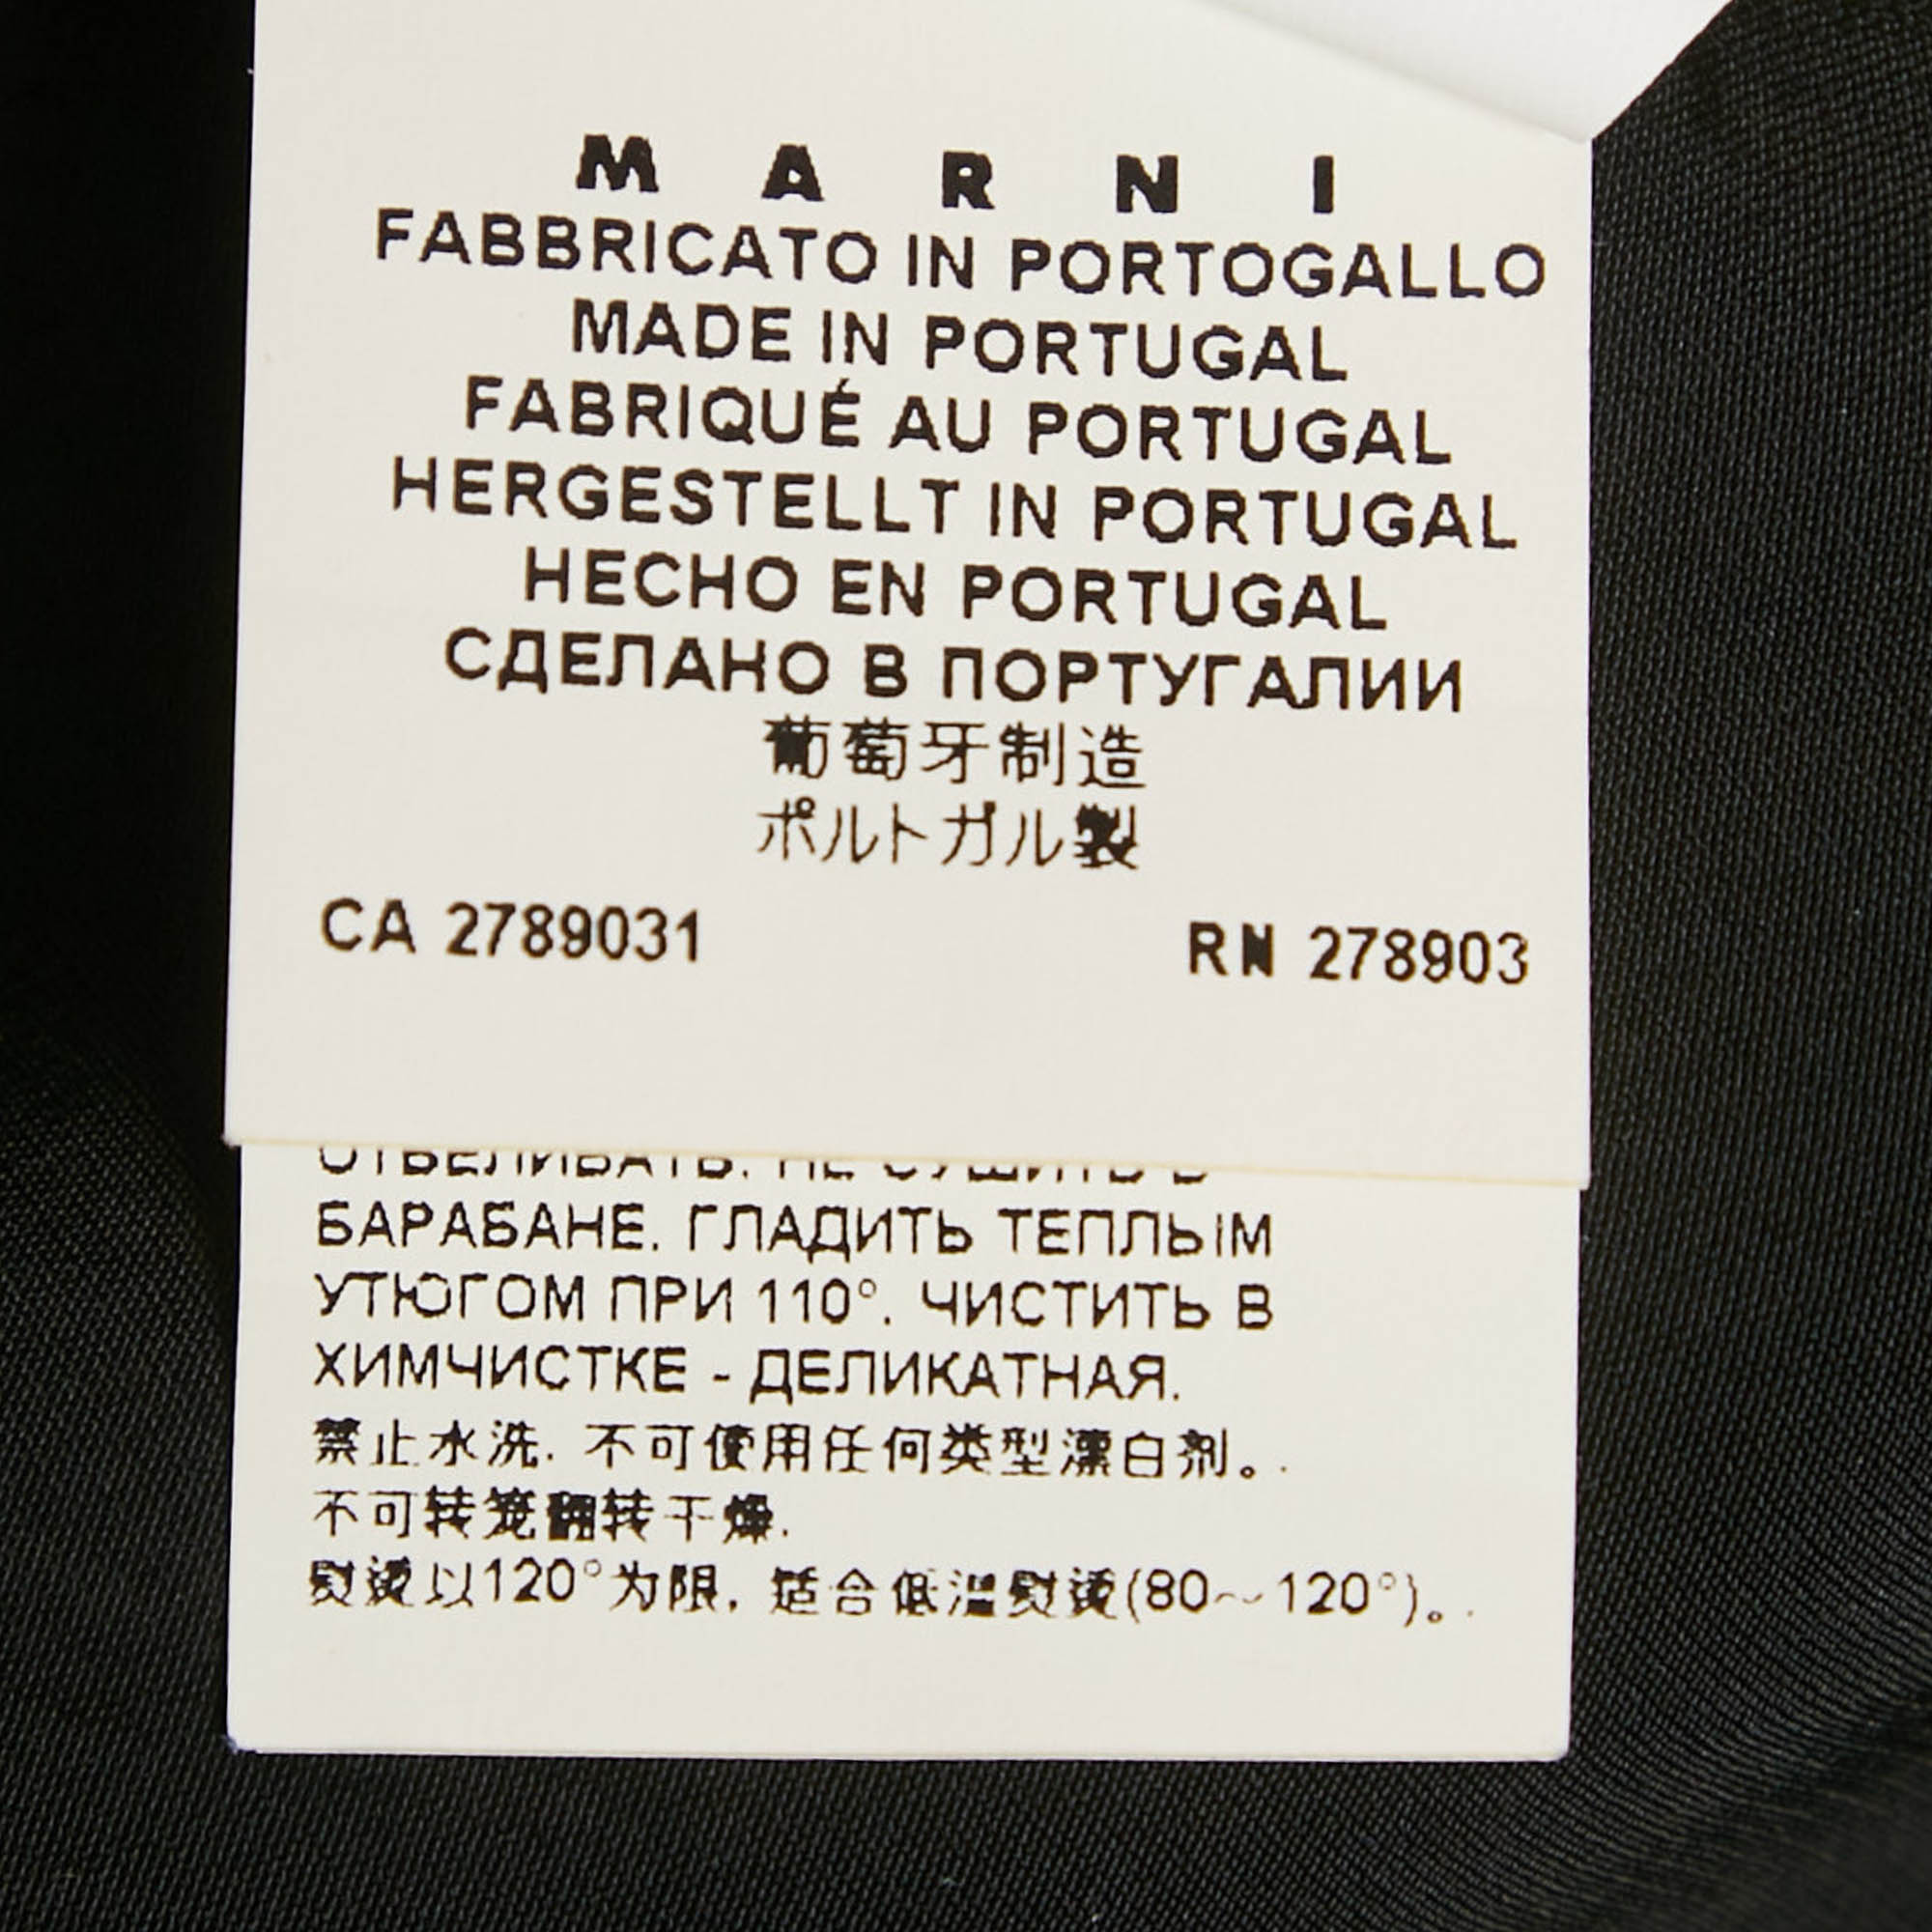 MARNI
FABBRICATO IN PORTOGALLO
MADE IN PORTUGAL
FABRIQUÉ AU PORTUGAL
HERGESTELLT IN PORTUGAL
HECHO EN PORTUGAL
СДЕЛАНО В ПОРТУГАЛИИ
葡萄牙制造
ポルトガル製
CA 2789031 RN 278903
ОТБЕЛИВАТЬ. НЕ СУШИТЬ В
БАРАБАНЕ. ГЛАДИТЬ ТЕПЛЫМ
УТЮГОМ ПРИ 110°. ЧИСТИТЬ В
ХИМЧИСТКЕ - ДЕЛИКАТНАЯ.
禁止水洗. 不可使用任何类型漂白剂。.
不可转笼翻转干燥.
熨烫以120°为限, 适合低温熨烫(80～120°)。.